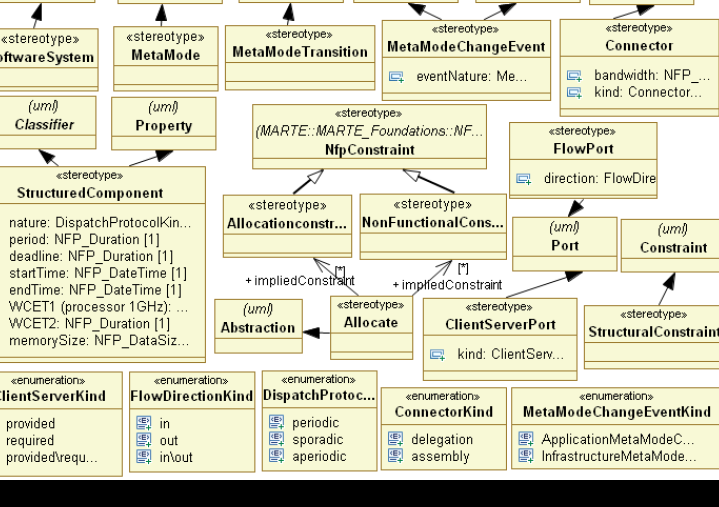 «stereotype»
oftwareSystem
«stereotype»
MetaMode
«stereotype»
MetaModeTransition
«stereotype»
MetaModeChangeEvent
eventNature: Me...
«stereotype»
Connector
bandwidth: NFP_...
kind: Connector...
(uml)
Classifier
(uml)
Property
«stereotype»
(MARTE::MARTE_Foundations::NF...
NfpConstraint
«stereotype»
FlowPort
direction: FlowDire
«stereotype»
StructuredComponent
nature: DispatchProtocolKin...
period: NFP_Duration [1]
deadline: NFP_Duration [1]
startTime: NFP_DateTime [1]
endTime: NFP_DateTime [1]
WCET1 (processor 1GHz): ...
WCET2: NFP_Duration [1]
memorySize: NFP_DataSiz...
«stereotype»
Allocationconstr...
«stereotype»
NonFunctionalCons...
(uml)
Port
(uml)
Constraint
[*]
+ impliedConstraint
[*]
+ impliedConstraint
(uml)
Abstraction
«stereotype»
Allocate
«stereotype»
ClientServerPort
kind: ClientServ...
«stereotype»
StructuralConstraint
«enumeration»
lientServerKind
provided
required
provided\requ...
«enumeration»
FlowDirectionKind
in
out
in\out
«enumeration»
DispatchProtoc...
periodic
sporadic
aperiodic
«enumeration»
ConnectorKind
delegation
assembly
«enumeration»
MetaModeChangeEventKind
ApplicationMetaModeC...
InfrastructureMetaMode...